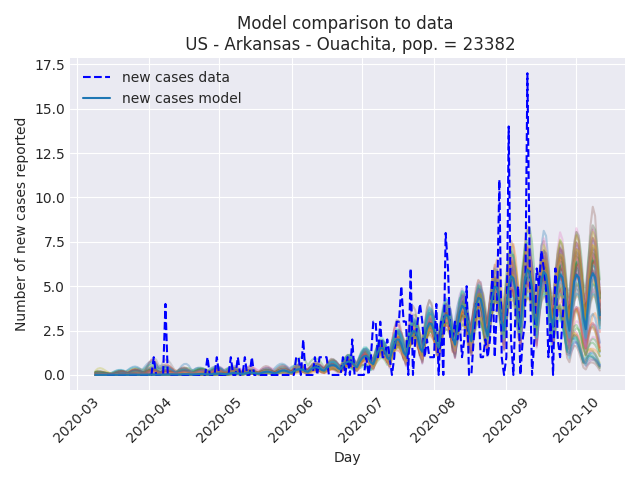 Model comparison to data
US - Arkansas - Ouachita, pop. = 23382
new cases data
new cases model
Number of new cases reported
17.5
15.0
12.5
10.0
7.5
5.0
2.5
0.0
2020-03
2020-04
2020-05
2020-06
2020-07
2020-08
2020-09
2020-10
Day